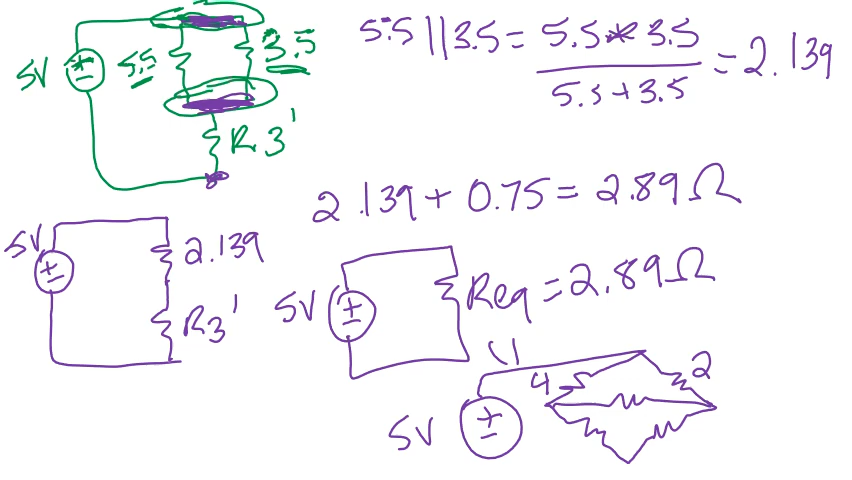 5V 5.5 3.5
R3'
5.5 || 3.5 = 5.5 * 3.5 / 5.5 + 3.5 = 2.139
2.139 + 0.75 = 2.89 Ω
5V 2.139
R3'
5V Req = 2.89 Ω
5V 4 2